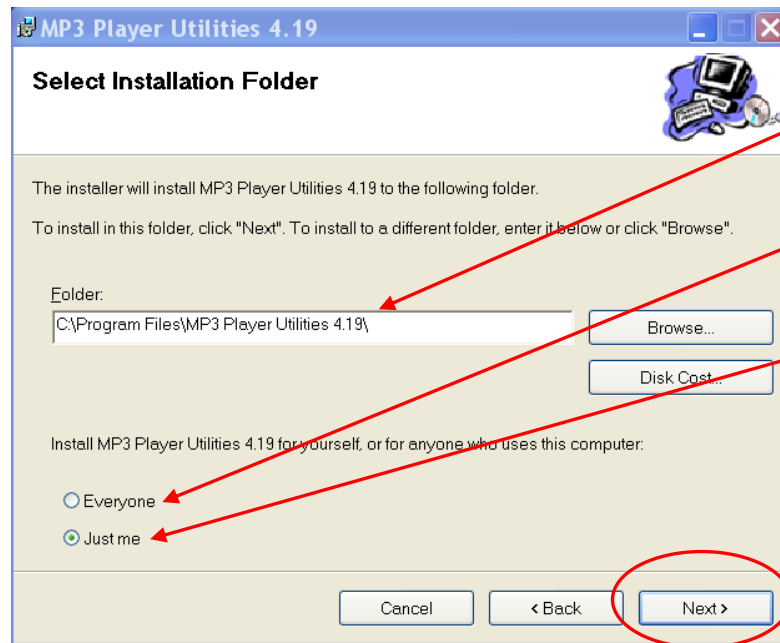 MP3 Player Utilities 4.19
Select Installation Folder
The installer will install MP3 Player Utilities 4.19 to the following folder.
To install in this folder, click "Next". To install to a different folder, enter it below or click "Browse".
Folder:
C:\Program Files\MP3 Player Utilities 4.19\
Browse...
Disk Cost...
Install MP3 Player Utilities 4.19 for yourself, or for anyone who uses this computer:
Everyone
Just me
Cancel
< Back
Next >